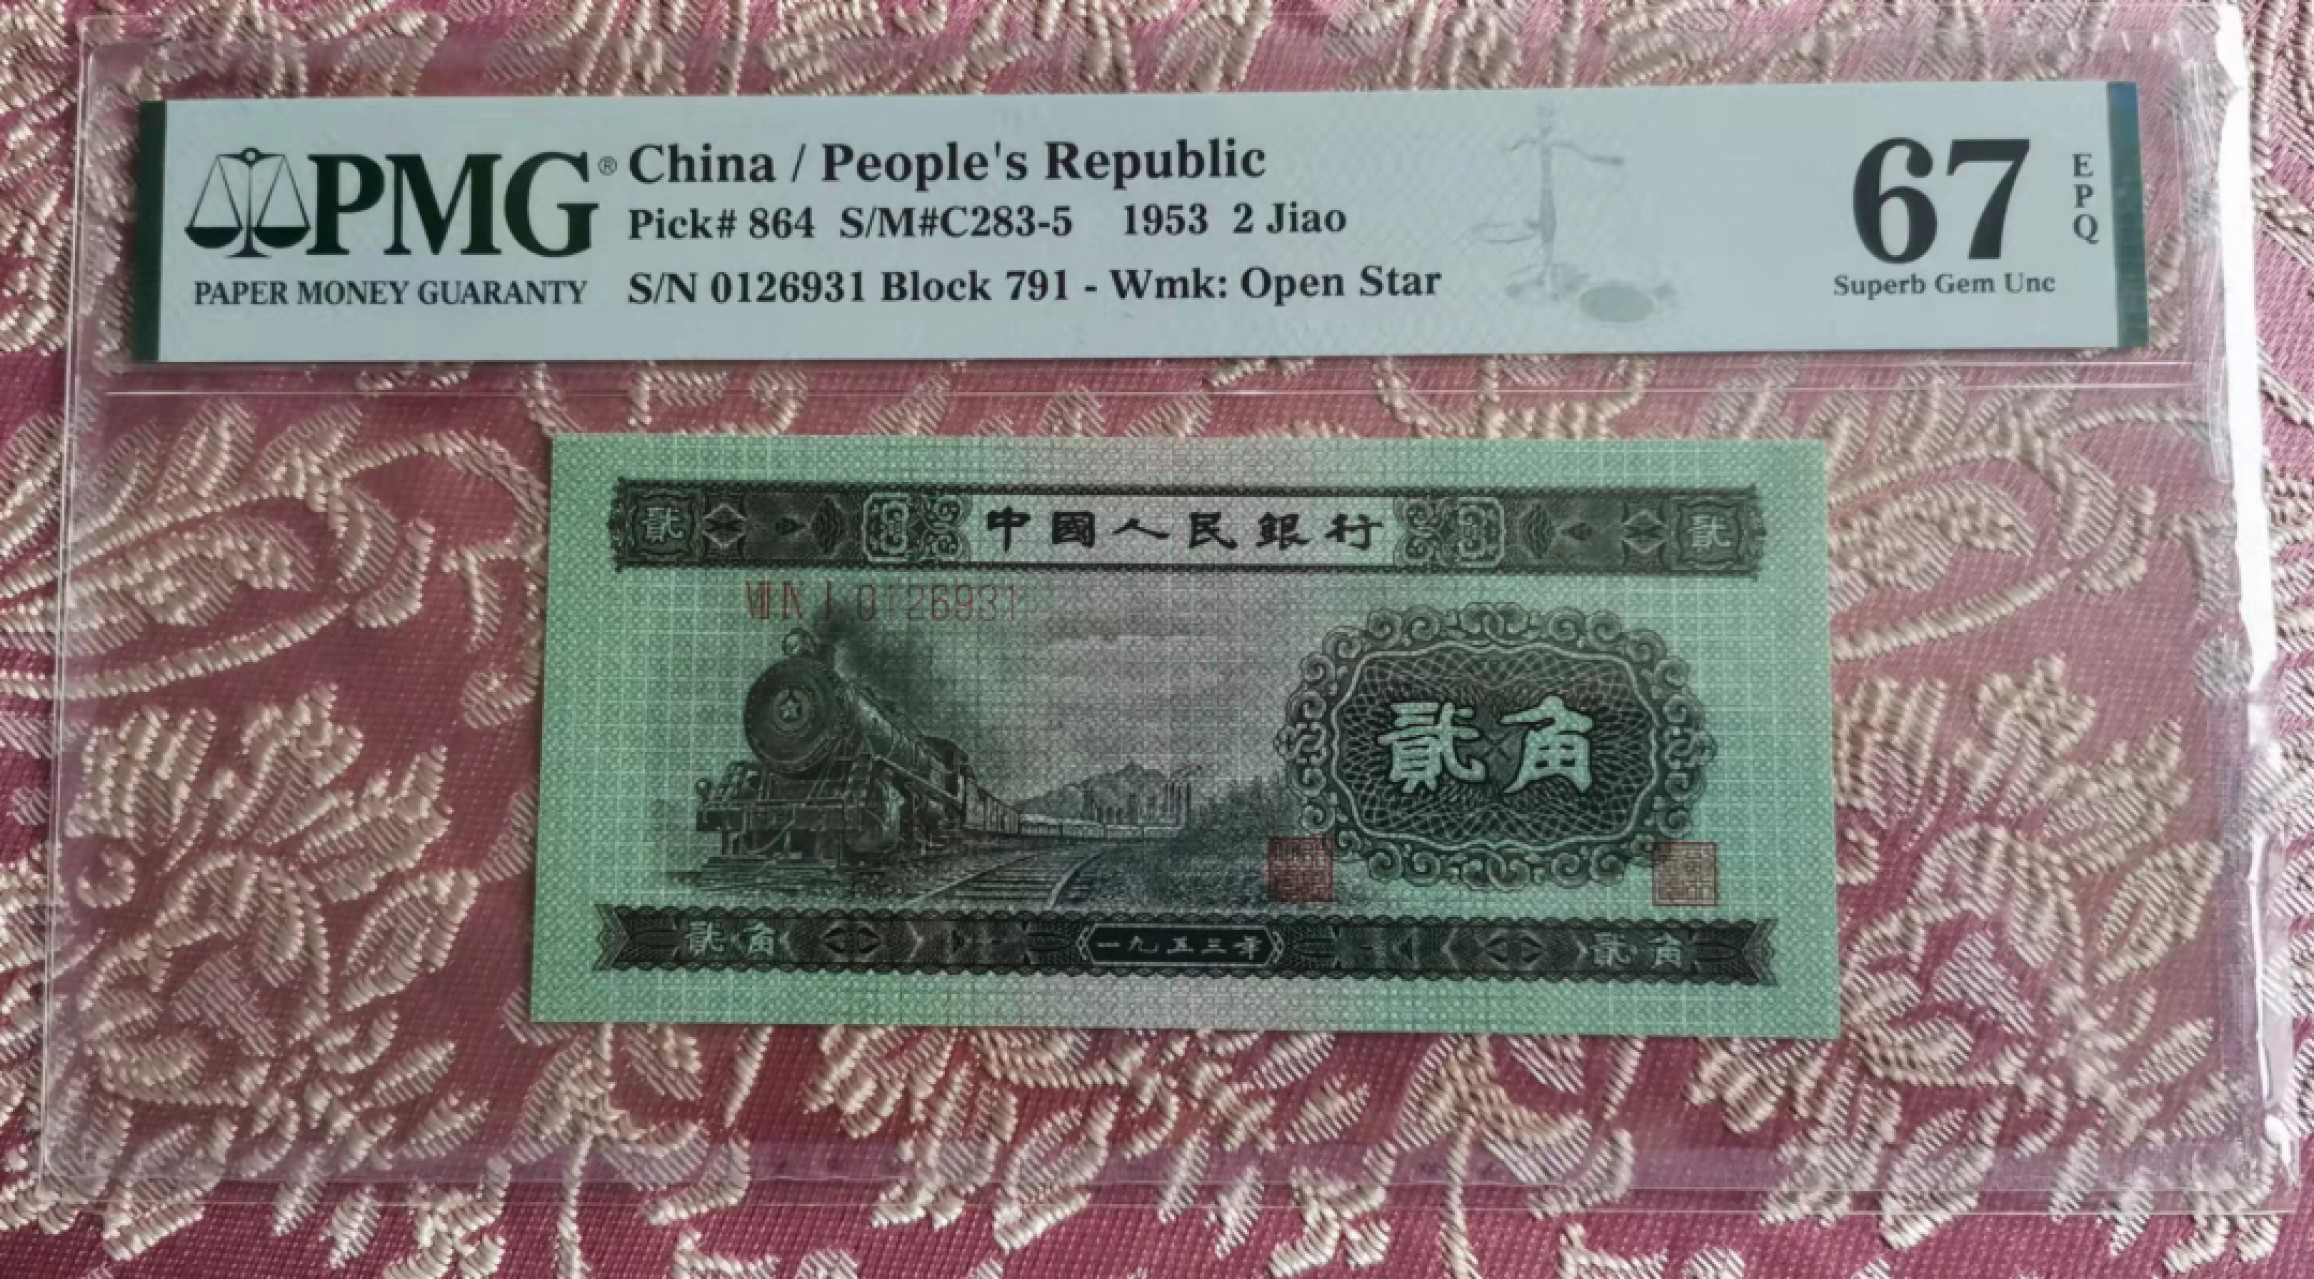 PMG® China / People's Republic
Pick# 864 S/M#C283-5 1953 2 Jiao
PAPER MONEY GUARANTY S/N 0126931 Block 791 - Wmk: Open Star
67 EPQ
Superb Gem Unc
貳 中國人民銀行 貳
VII IX I 0126931
貳角
貳角 一九五三年 貳角